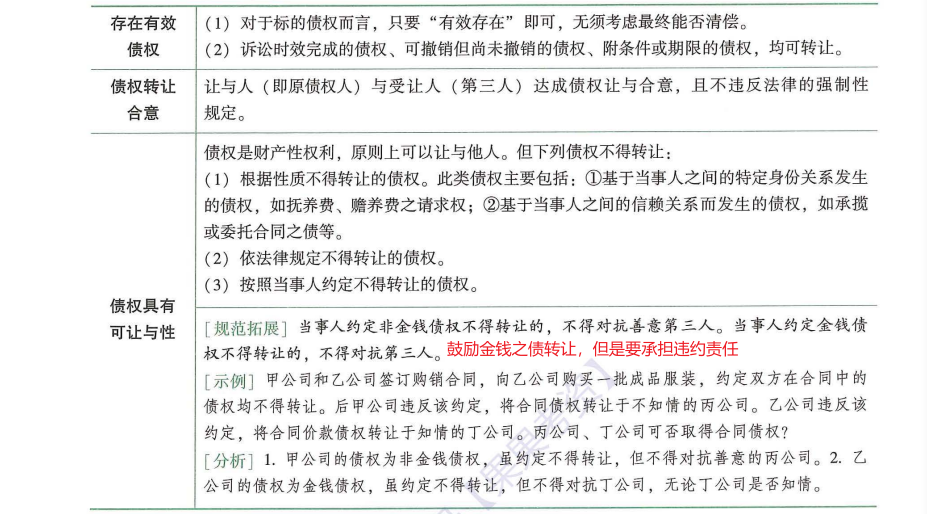 存在有效
债权
（1）对于标的债权而言，只要“有效存在”即可，无须考虑最终能否清偿。
（2）诉讼时效完成的债权、可撤销但尚未撤销的债权、附条件或期限的债权，均可转让。
债权转让
合意
让与人（即原债权人）与受让人（第三人）达成债权让与合意，且不违反法律的强制性
规定。
债权具有
可让与性
债权是财产性权利，原则上可以让与他人。但下列债权不得转让：
（1）根据性质不得转让的债权。此类债权主要包括：①基于当事人之间的特定身份关系发生
的债权，如抚养费、赡养费之请求权；②基于当事人之间的信赖关系而发生的债权，如承揽
或委托合同之债等。
（2）依法律规定不得转让的债权。
（3）按照当事人约定不得转让的债权。
［规范拓展］当事人约定非金钱债权不得转让的，不得对抗善意第三人。当事人约定金钱债
权不得转让的，不得对抗第三人。鼓励金钱之债转让，但是要承担违约责任
［示例］甲公司和乙公司签订购销合同，向乙公司购买一批成品服装，约定双方在合同中的
债权均不得转让。后甲公司违反该约定，将合同债权转让于不知情的丙公司。乙公司违反该
约定，将合同价款债权转让于知情的丁公司。丙公司、丁公司可否取得合同债权？
［分析］1. 甲公司的债权为非金钱债权，虽约定不得转让，但不得对抗善意的丙公司。2. 乙
公司的债权为金钱债权，虽约定不得转让，但不得对抗丁公司，无论丁公司是否知情。